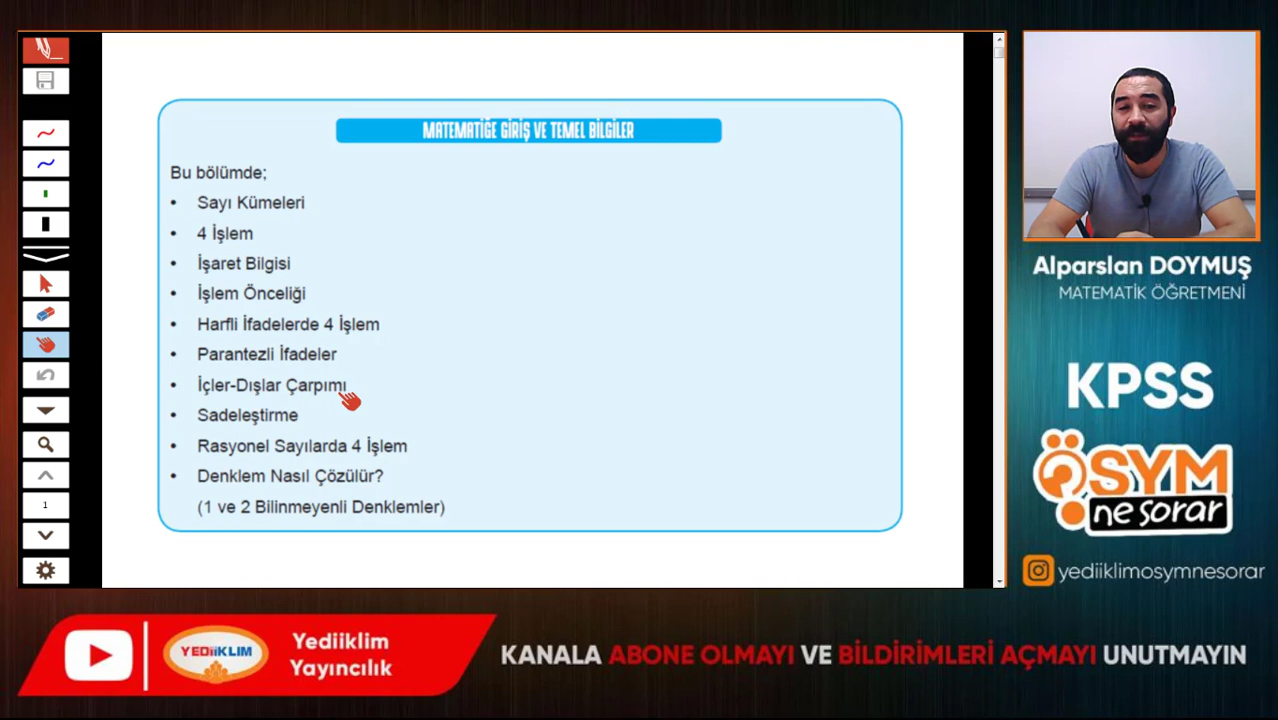 MATEMATİĞE GİRİŞ VE TEMEL BİLGİLER
Bu bölümde;
• Sayı Kümeleri
• 4 İşlem
• İşaret Bilgisi
• İşlem Önceliği
• Harfli İfadelerde 4 İşlem
• Parantezli İfadeler
• İçler-Dışlar Çarpımı
• Sadeleştirme
• Rasyonel Sayılarda 4 İşlem
• Denklem Nasıl Çözülür?
(1 ve 2 Bilinmeyenli Denklemler)
1
Alparslan DOYMUŞ
MATEMATİK ÖĞRETMENİ
KPSS
ÖSYM
ne sorar
yediiklimosymnesorar
YEDiiKLiM
Yediiklim
Yayıncılık
KANALA ABONE OLMAYI VE BİLDİRİMLERİ AÇMAYI UNUTMAYIN